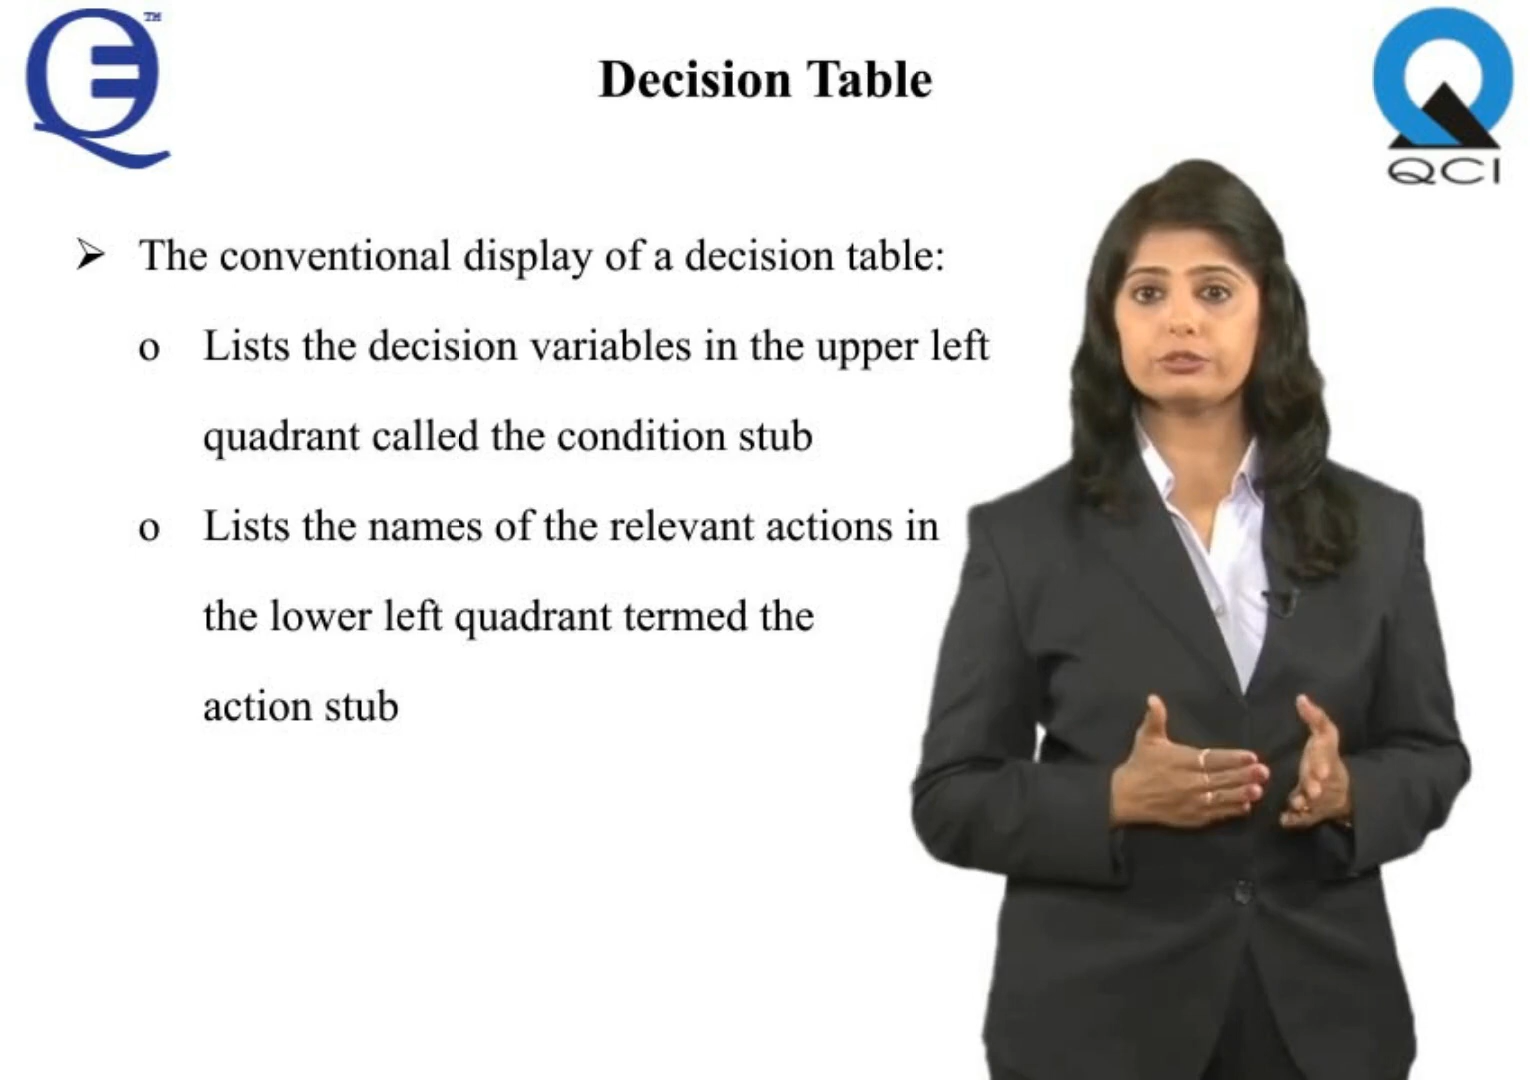 TM
QE
Decision Table
QCI
➢ The conventional display of a decision table:
o Lists the decision variables in the upper left
quadrant called the condition stub
o Lists the names of the relevant actions in
the lower left quadrant termed the
action stub